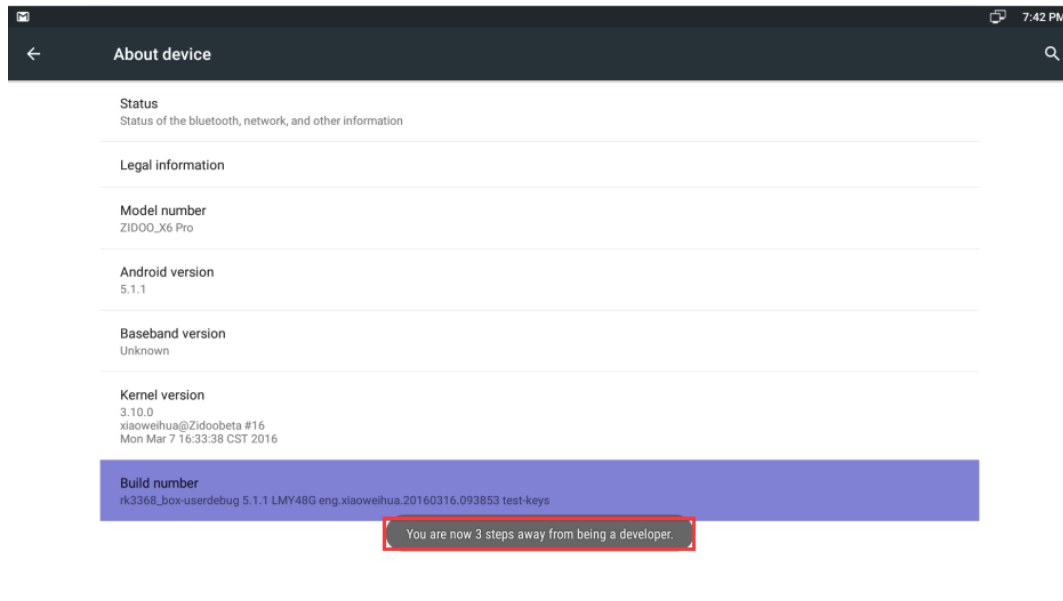 7:42 PM
About device
Status
Status of the bluetooth, network, and other information
Legal information
Model number
ZIDOO_X6 Pro
Android version
5.1.1
Baseband version
Unknown
Kernel version
3.10.0
xiaoweihua@Zidoobeta #16
Mon Mar 7 16:33:38 CST 2016
Build number
rk3368_box-userdebug 5.1.1 LMY48G eng.xiaoweihua.20160316.093853 test-keys
You are now 3 steps away from being a developer.